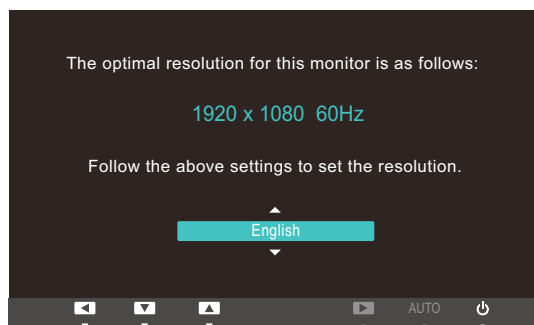 The optimal resolution for this monitor is as follows:
1920 x 1080 60Hz
Follow the above settings to set the resolution.
English
AUTO